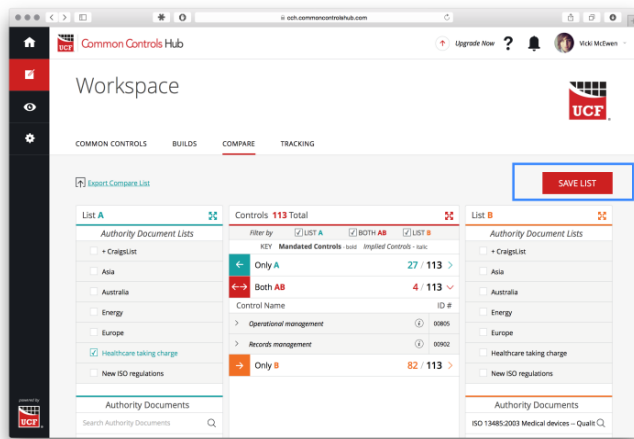 cch.commoncontrolshub.com
UCF
Common Controls Hub
Upgrade Now
?
Vicki McEwen
Workspace
UCF
COMMON CONTROLS
BUILDS
COMPARE
TRACKING
Export Compare List
SAVE LIST
List A
Authority Document Lists
+ CraigsList
Asia
Australia
Energy
Europe
Healthcare taking charge
New ISO regulations
Authority Documents
Search Authority Documents
Controls 113 Total
Filter by LIST A BOTH AB LIST B
KEY Mandated Controls - bold Implied Controls - italic
Only A 27 / 113
Both AB 4 / 113
Control Name ID #
Operational management 00805
Records management 00902
Only B 82 / 113
List B
Authority Document Lists
+ CraigsList
Asia
Australia
Energy
Europe
Healthcare taking charge
New ISO regulations
Authority Documents
ISO 13485:2003 Medical devices -- Qualit
powered by
UCF